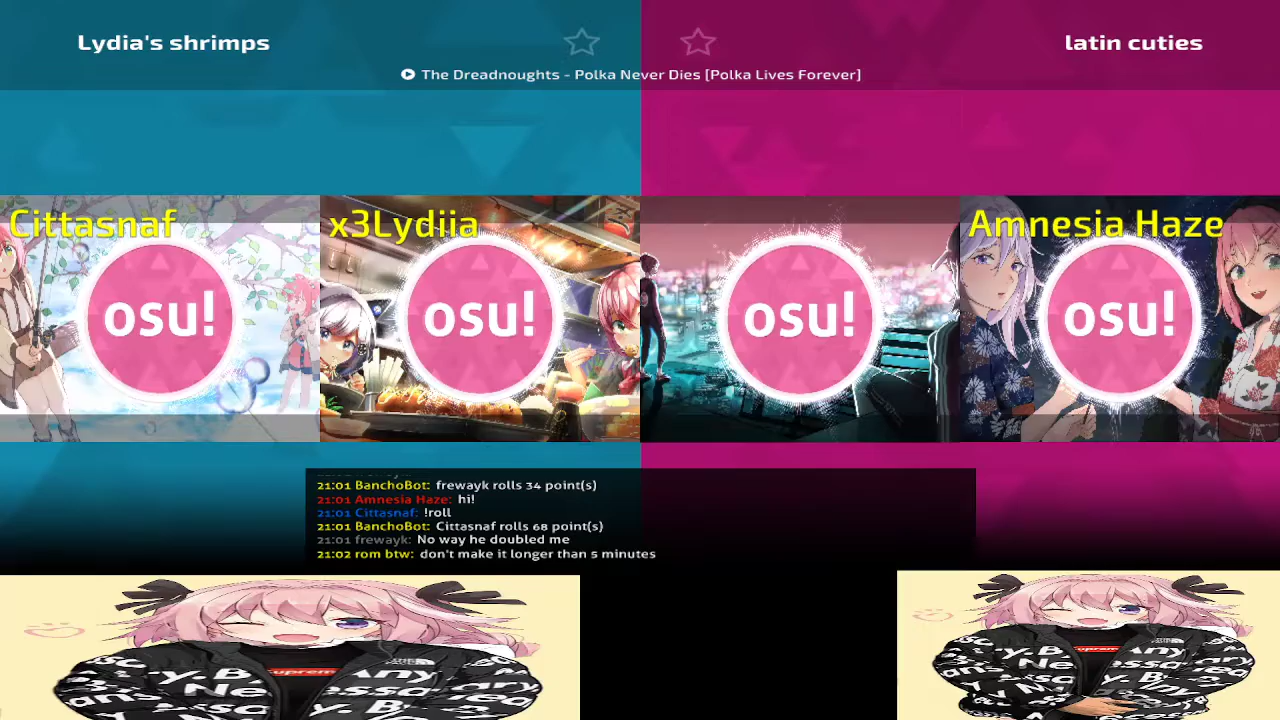 Lydia's shrimps
latin cuties
The Dreadnoughts - Polka Never Dies [Polka Lives Forever]
Cittasnaf
x3Lydiia
Amnesia Haze
osu!
osu!
osu!
osu!
21:01 BanchoBot: frewayk rolls 34 point(s)
21:01 Amnesia Haze: hi!
21:01 Cittasnaf: !roll
21:01 BanchoBot: Cittasnaf rolls 68 point(s)
21:01 frewayk: No way he doubled me
21:02 rom btw: don't make it longer than 5 minutes